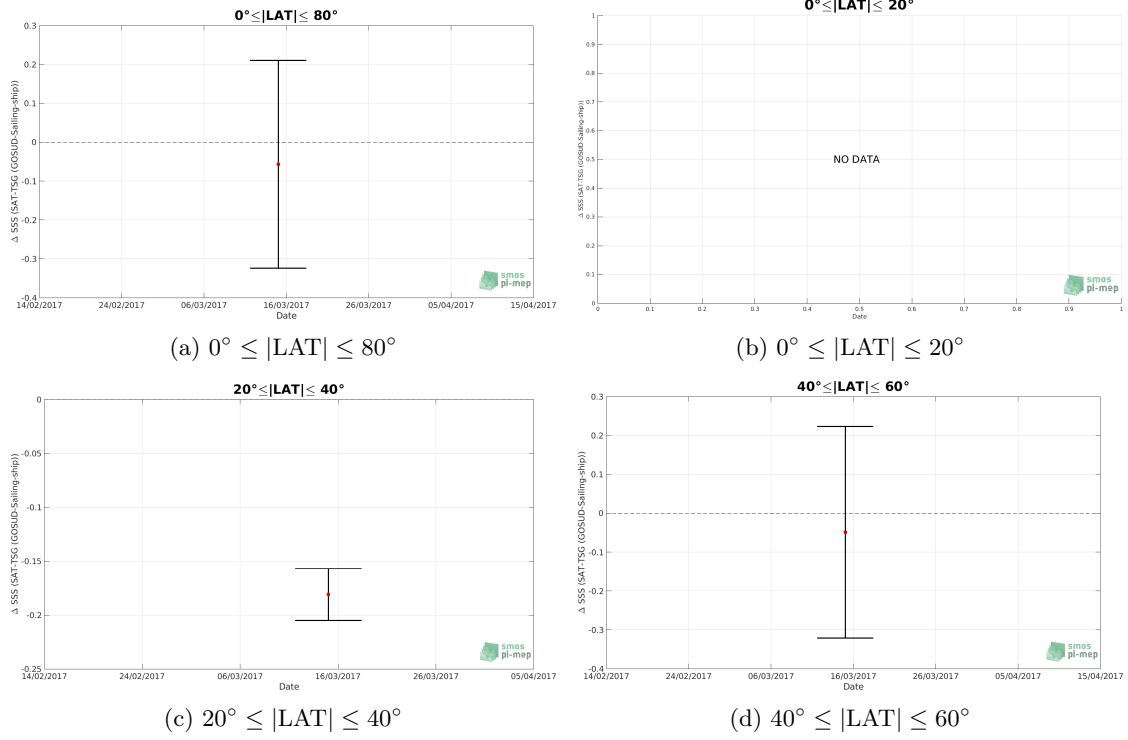 0°≤|LAT|≤ 80°
Δ SSS (SAT-TSG (GOSUD-Sailing-ship))
0.3
0.2
0.1
0
-0.1
-0.2
-0.3
-0.4
14/02/2017 24/02/2017 06/03/2017 16/03/2017 26/03/2017 05/04/2017 15/04/2017
Date
smos
pi-mep
(a) 0° ≤ |LAT| ≤ 80°
0°≤|LAT|≤ 20°
Δ SSS (SAT-TSG (GOSUD-Sailing-ship))
1
0.9
0.8
0.7
0.6
0.5
0.4
0.3
0.2
0.1
0
NO DATA
0 0.1 0.2 0.3 0.4 0.5 0.6 0.7 0.8 0.9 1
Date
smos
pi-mep
(b) 0° ≤ |LAT| ≤ 20°
20°≤|LAT|≤ 40°
Δ SSS (SAT-TSG (GOSUD-Sailing-ship))
0
-0.05
-0.1
-0.15
-0.2
-0.25
14/02/2017 24/02/2017 06/03/2017 16/03/2017 26/03/2017 05/04/2017
Date
smos
pi-mep
(c) 20° ≤ |LAT| ≤ 40°
40°≤|LAT|≤ 60°
Δ SSS (SAT-TSG (GOSUD-Sailing-ship))
0.3
0.2
0.1
0
-0.1
-0.2
-0.3
-0.4
14/02/2017 24/02/2017 06/03/2017 16/03/2017 26/03/2017 05/04/2017 15/04/2017
Date
smos
pi-mep
(d) 40° ≤ |LAT| ≤ 60°